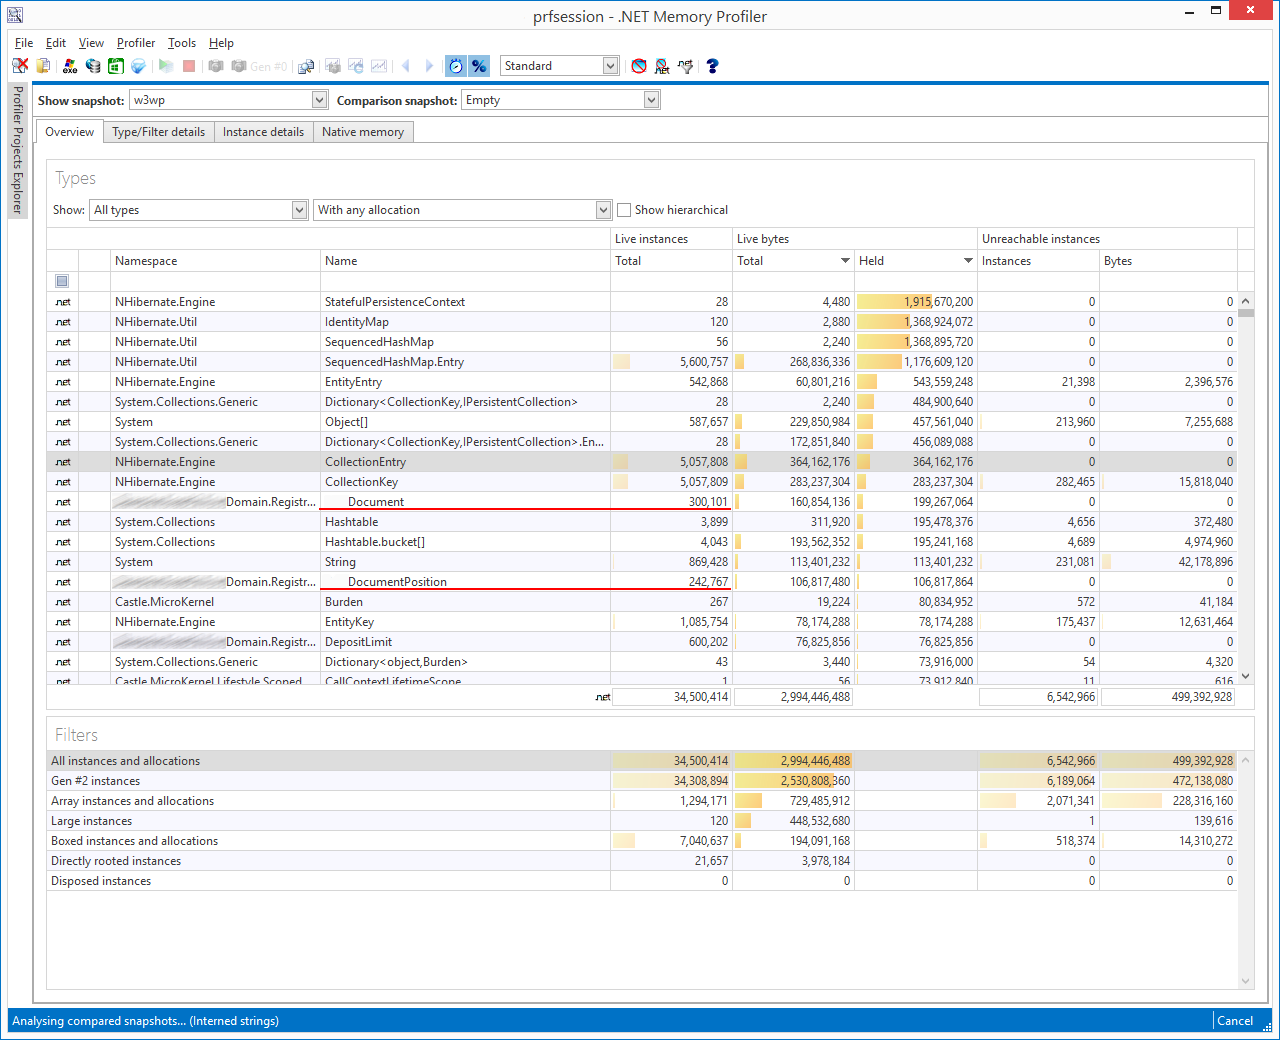 prfsession - .NET Memory Profiler
File Edit View Profiler Tools Help
exe Gen #0 Standard .net .net ?
Profiler Projects Explorer
Show snapshot: w3wp Comparison snapshot: Empty
Overview Type/Filter details Instance details Native memory
Types
Show: All types With any allocation Show hierarchical
Live instances Live bytes Unreachable instances
Namespace Name Total Total Held Instances Bytes
.net NHibernate.Engine StatefulPersistenceContext 28 4,480 1,915,670,200 0 0
.net NHibernate.Util IdentityMap 120 2,880 1,368,924,072 0 0
.net NHibernate.Util SequencedHashMap 56 2,240 1,368,895,720 0 0
.net NHibernate.Util SequencedHashMap.Entry 5,600,757 268,836,336 1,176,609,120 0 0
.net NHibernate.Engine EntityEntry 542,868 60,801,216 543,559,248 21,398 2,396,576
.net System.Collections.Generic Dictionary<CollectionKey,IPersistentCollection> 28 2,240 484,900,640 0 0
.net System Object[] 587,657 229,850,984 457,561,040 213,960 7,255,688
.net System.Collections.Generic Dictionary<CollectionKey,IPersistentCollection>.En... 28 172,851,840 456,089,088 0 0
.net NHibernate.Engine CollectionEntry 5,057,808 364,162,176 364,162,176 0 0
.net NHibernate.Engine CollectionKey 5,057,809 283,237,304 283,237,304 282,465 15,818,040
.net Domain.Registr... Document 300,101 160,854,136 199,267,064 0 0
.net System.Collections Hashtable 3,899 311,920 195,478,376 4,656 372,480
.net System.Collections Hashtable.bucket[] 4,043 193,562,352 195,241,168 4,689 4,974,960
.net System String 869,428 113,401,232 113,401,232 231,081 42,178,896
.net Domain.Registr... DocumentPosition 242,767 106,817,480 106,817,864 0 0
.net Castle.MicroKernel Burden 267 19,224 80,834,952 572 41,184
.net NHibernate.Engine EntityKey 1,085,754 78,174,288 78,174,288 175,437 12,631,464
.net Domain.Registr... DepositLimit 600,202 76,825,856 76,825,856 0 0
.net System.Collections.Generic Dictionary<object,Burden> 43 3,440 73,916,000 54 4,320
.net Castle.MicroKernel.Lifestyle.Scoped CallContextLifetimeScope 1 56 73,912,840 11 616
.net 34,500,414 2,994,446,488 6,542,966 499,392,928
Filters
All instances and allocations 34,500,414 2,994,446,488 6,542,966 499,392,928
Gen #2 instances 34,308,894 2,530,808,360 6,189,064 472,138,080
Array instances and allocations 1,294,171 729,485,912 2,071,341 228,316,160
Large instances 120 448,532,680 1 139,616
Boxed instances and allocations 7,040,637 194,091,168 518,374 14,310,272
Directly rooted instances 21,657 3,978,184 0 0
Disposed instances 0 0 0 0
Analysing compared snapshots... (Interned strings) Cancel